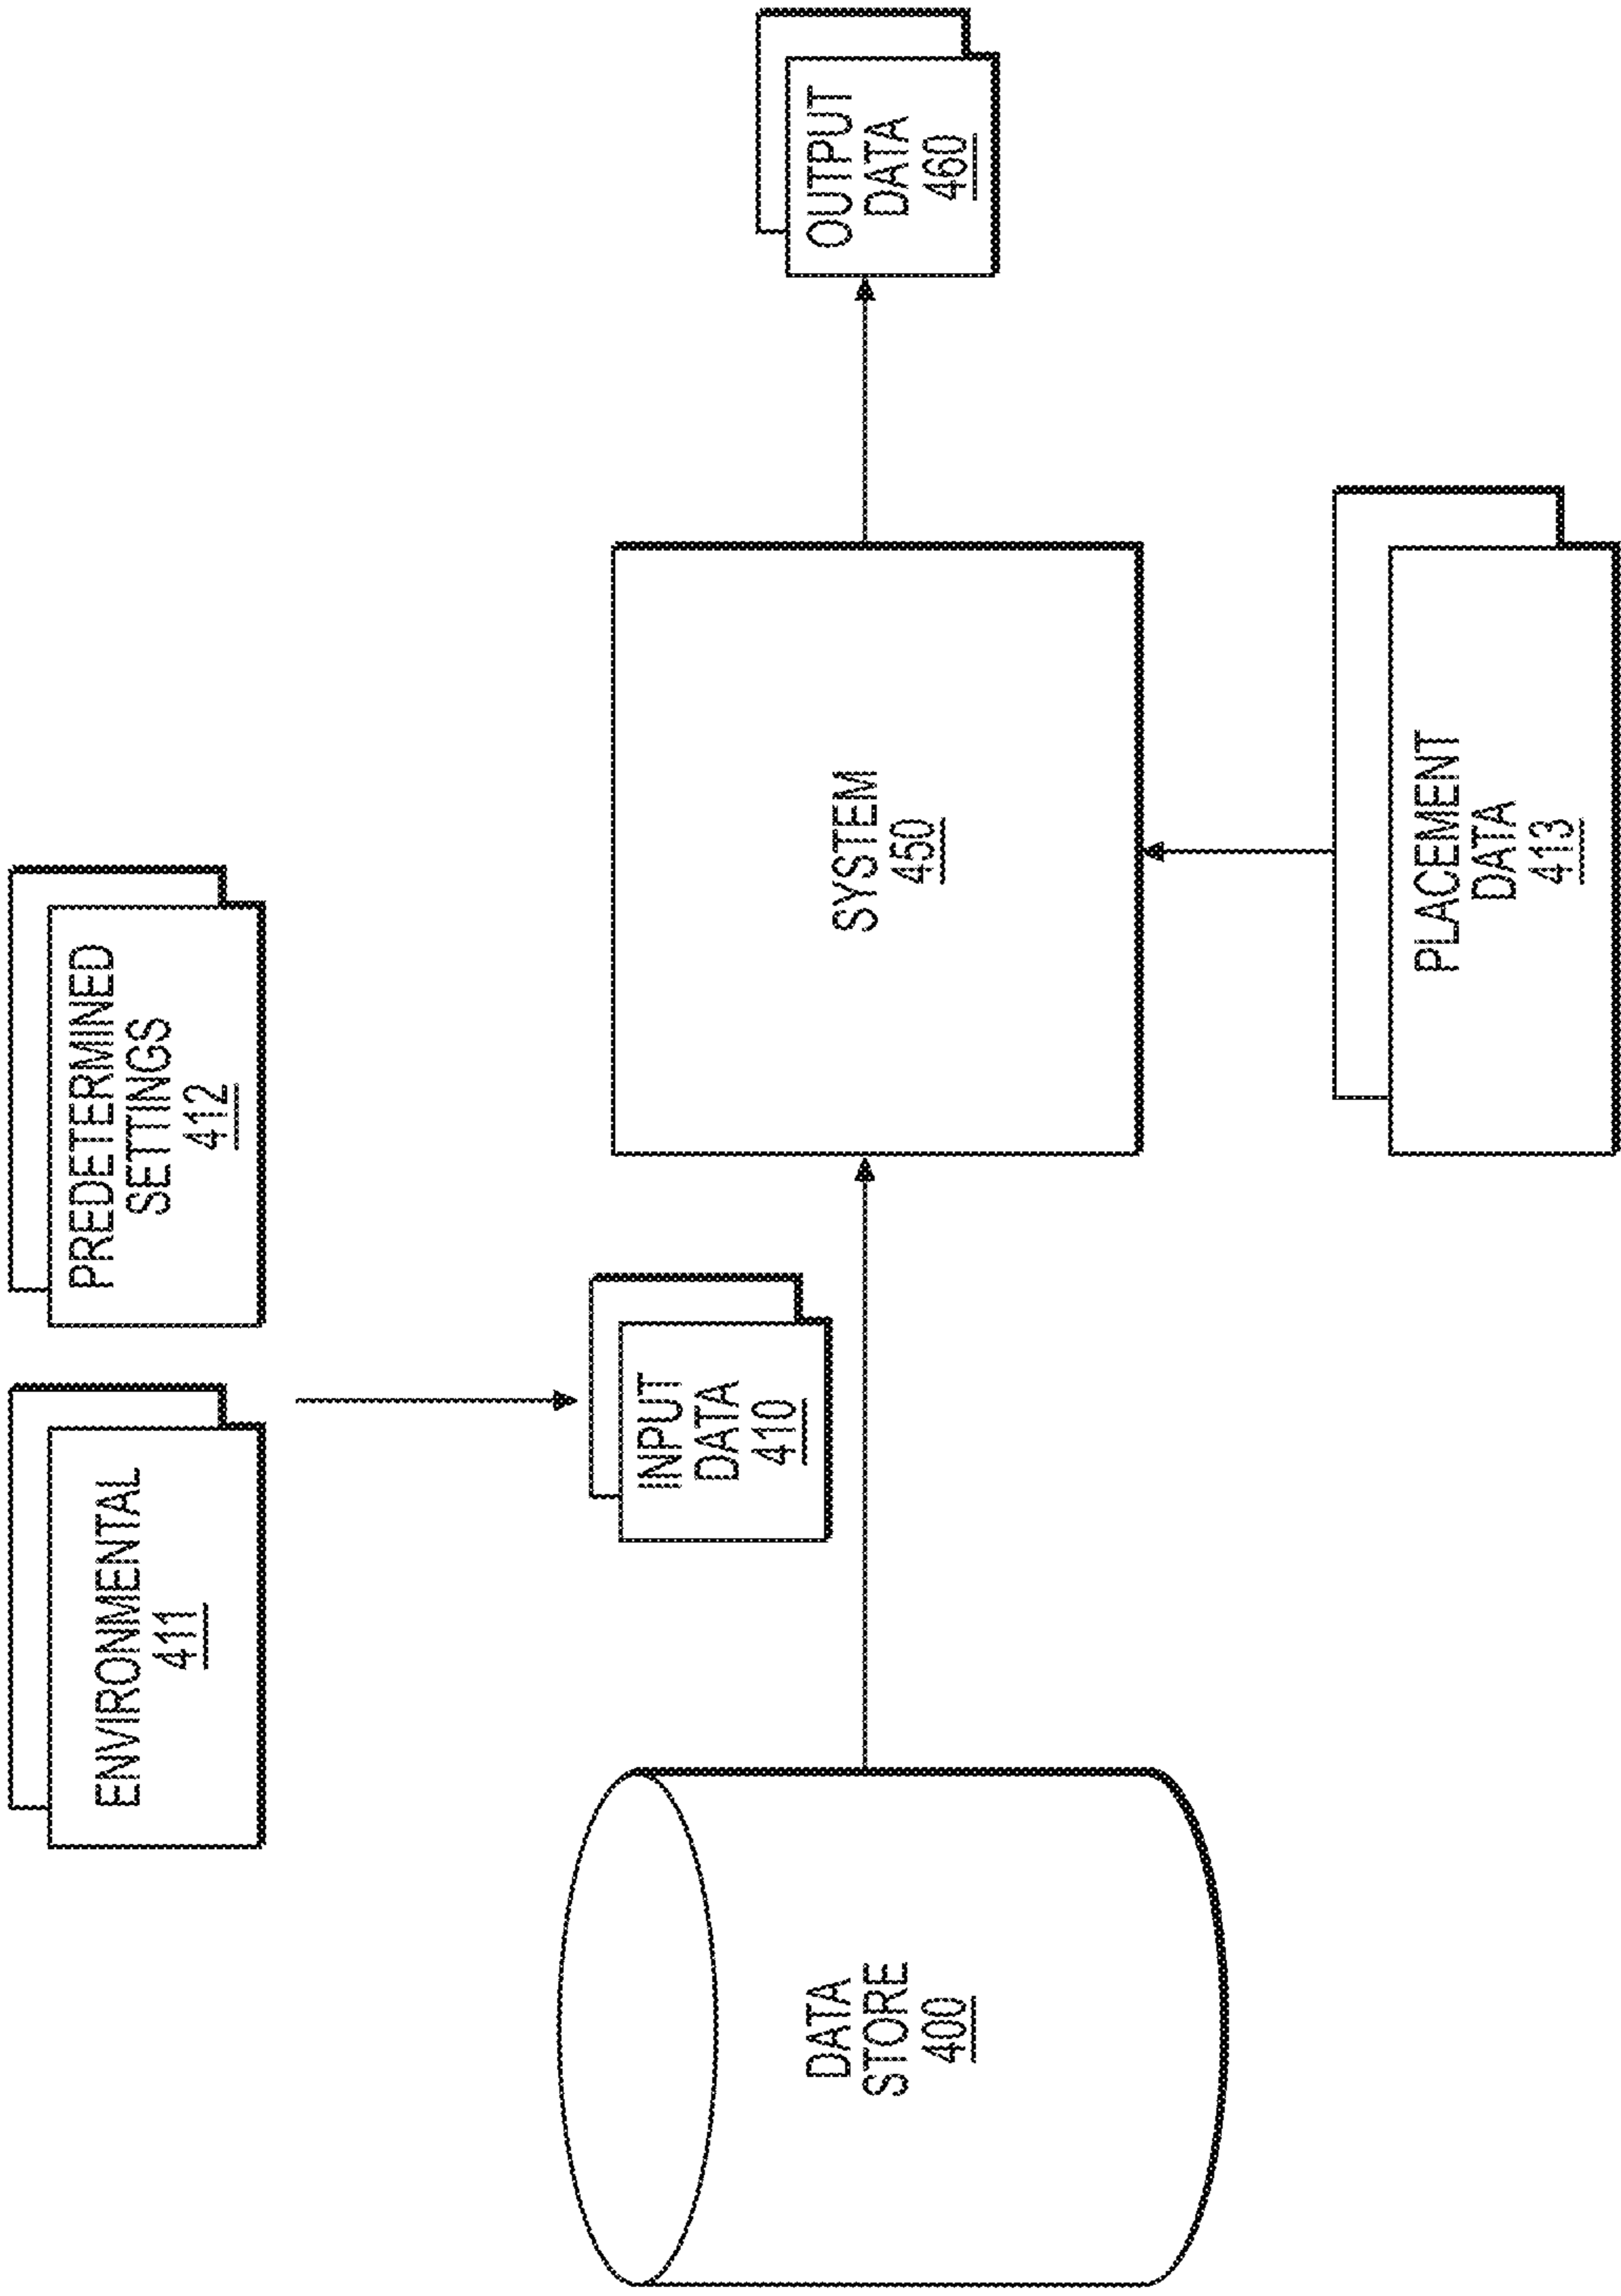 ENVIRONMENTAL
411
PREDETERMINED
SETTINGS
412
INPUT
DATA
410
DATA
STORE
400
SYSTEM
450
OUTPUT
DATA
460
PLACEMENT
DATA
413